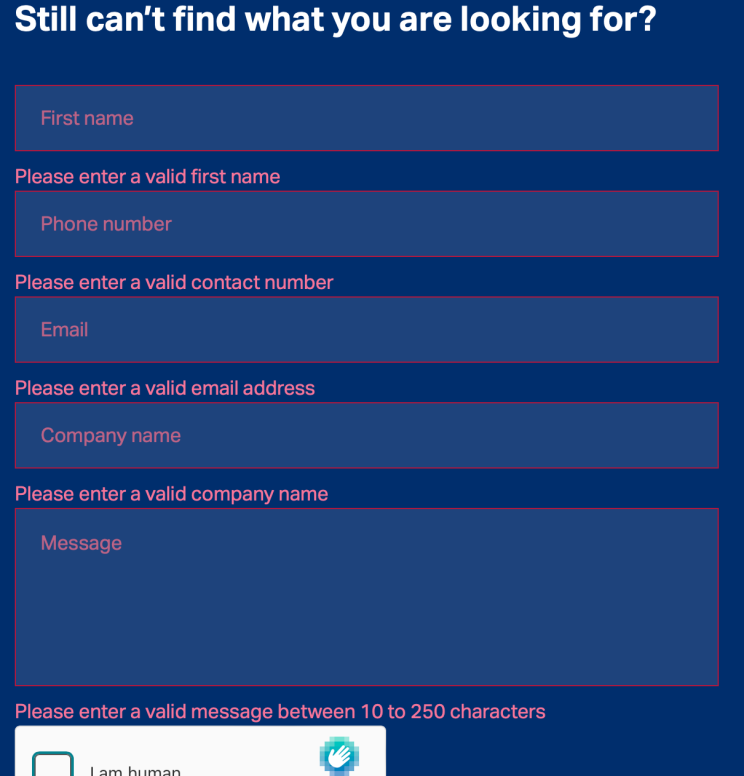 Still can't find what you are looking for?
First name
Please enter a valid first name
Phone number
Please enter a valid contact number
Email
Please enter a valid email address
Company name
Please enter a valid company name
Message
Please enter a valid message between 10 to 250 characters
I am human